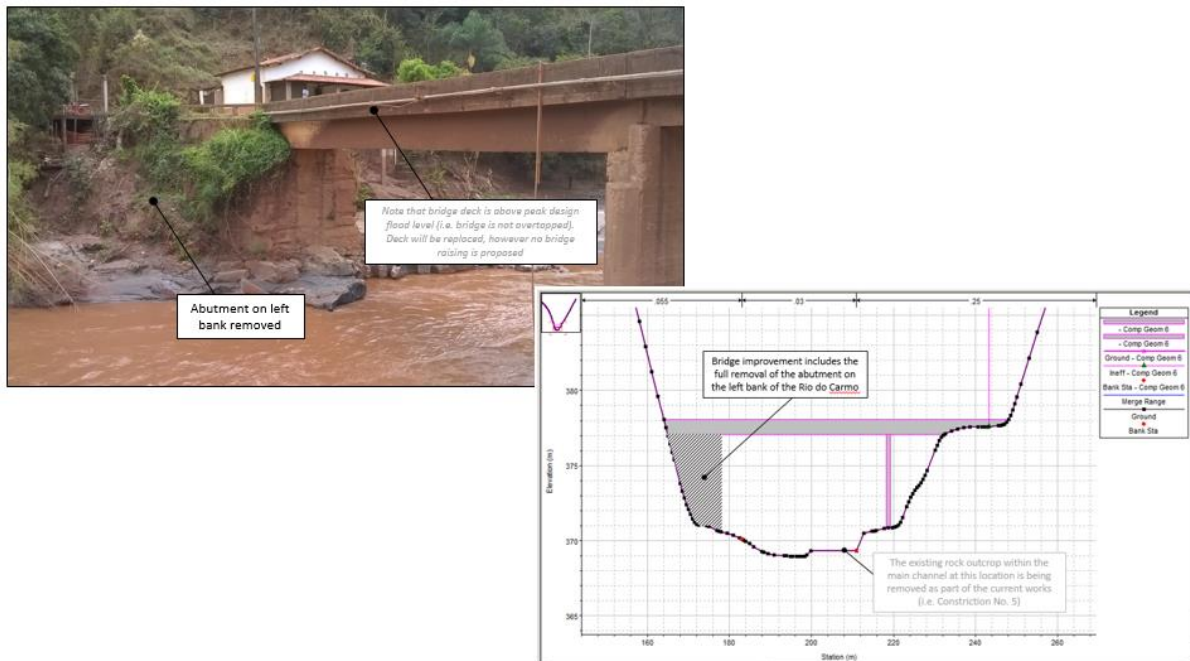 Note that bridge deck is above peak design
flood level (i.e. bridge is not overtopped).
Deck will be replaced, however no bridge
raising is proposed
Abutment on left
bank removed
.055
.03
.25
Bridge improvement includes the
full removal of the abutment on
the left bank of the Rio do Carmo
Legend
- Comp Geom 6
- Comp Geom 6
Ground - Comp Geom 6
Ineff - Comp Geom 6
Bank Sta - Comp Geom 6
Merge Range
Ground
Bank Sta
Elevation (m)
380
375
370
365
The existing rock outcrop within the
main channel at this location is being
removed as part of the current works
(i.e. Constriction No. 5)
160
180
200
220
240
260
Station (m)